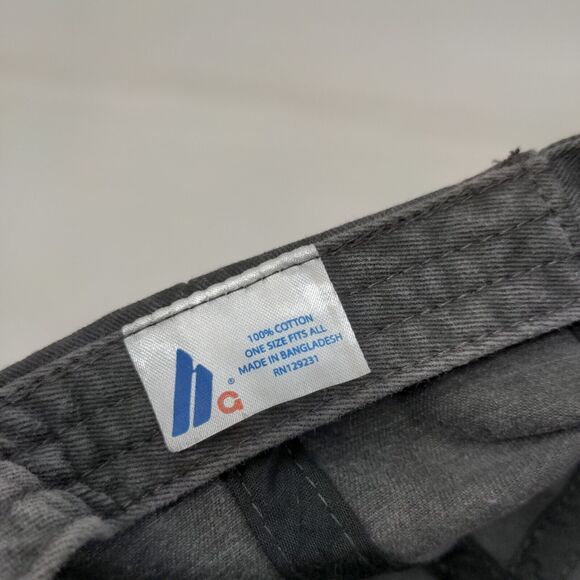 100% COTTON
ONE SIZE FITS ALL
MADE IN BANGLADESH
RN129231
h®G